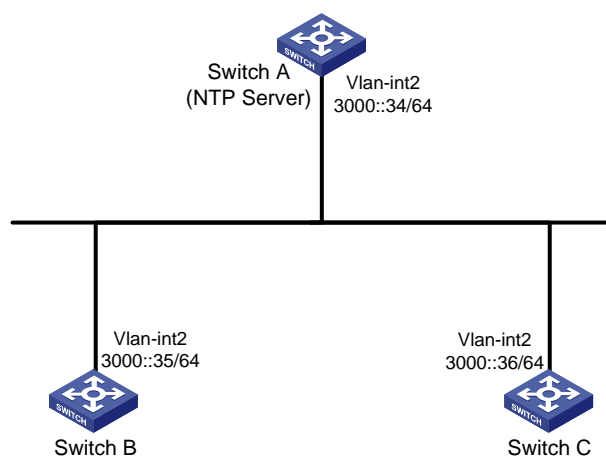 SWITCH
Switch A
(NTP Server)
Vlan-int2
3000::34/64
Vlan-int2
3000::35/64
SWITCH
Switch B
Vlan-int2
3000::36/64
SWITCH
Switch C